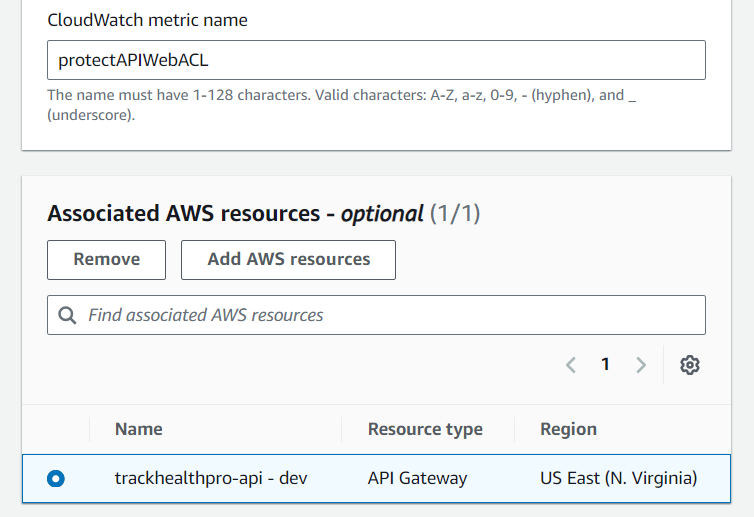 CloudWatch metric name
protectAPIWebACL
The name must have 1-128 characters. Valid characters: A-Z, a-z, 0-9, - (hyphen), and _
(underscore).
Associated AWS resources - optional (1/1)
Remove Add AWS resources
Find associated AWS resources
1
Name Resource type Region
trackhealthpro-api - dev API Gateway US East (N. Virginia)